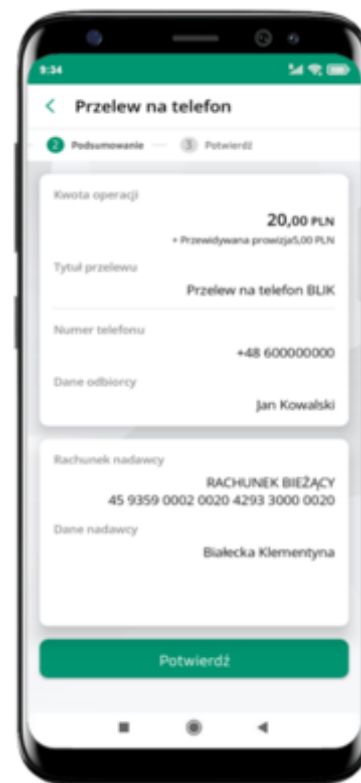 9:34
Przelew na telefon
2 Podsumowanie 3 Potwierdź
Kwota operacji
20,00 PLN
+ Przewidywana prowizja5,00 PLN
Tytuł przelewu
Przelew na telefon BLIK
Numer telefonu
+48 600000000
Dane odbiorcy
Jan Kowalski
Rachunek nadawcy
RACHUNEK BIEŻĄCY
45 9359 0002 0020 4293 3000 0020
Dane nadawcy
Białecka Klementyna
Potwierdź